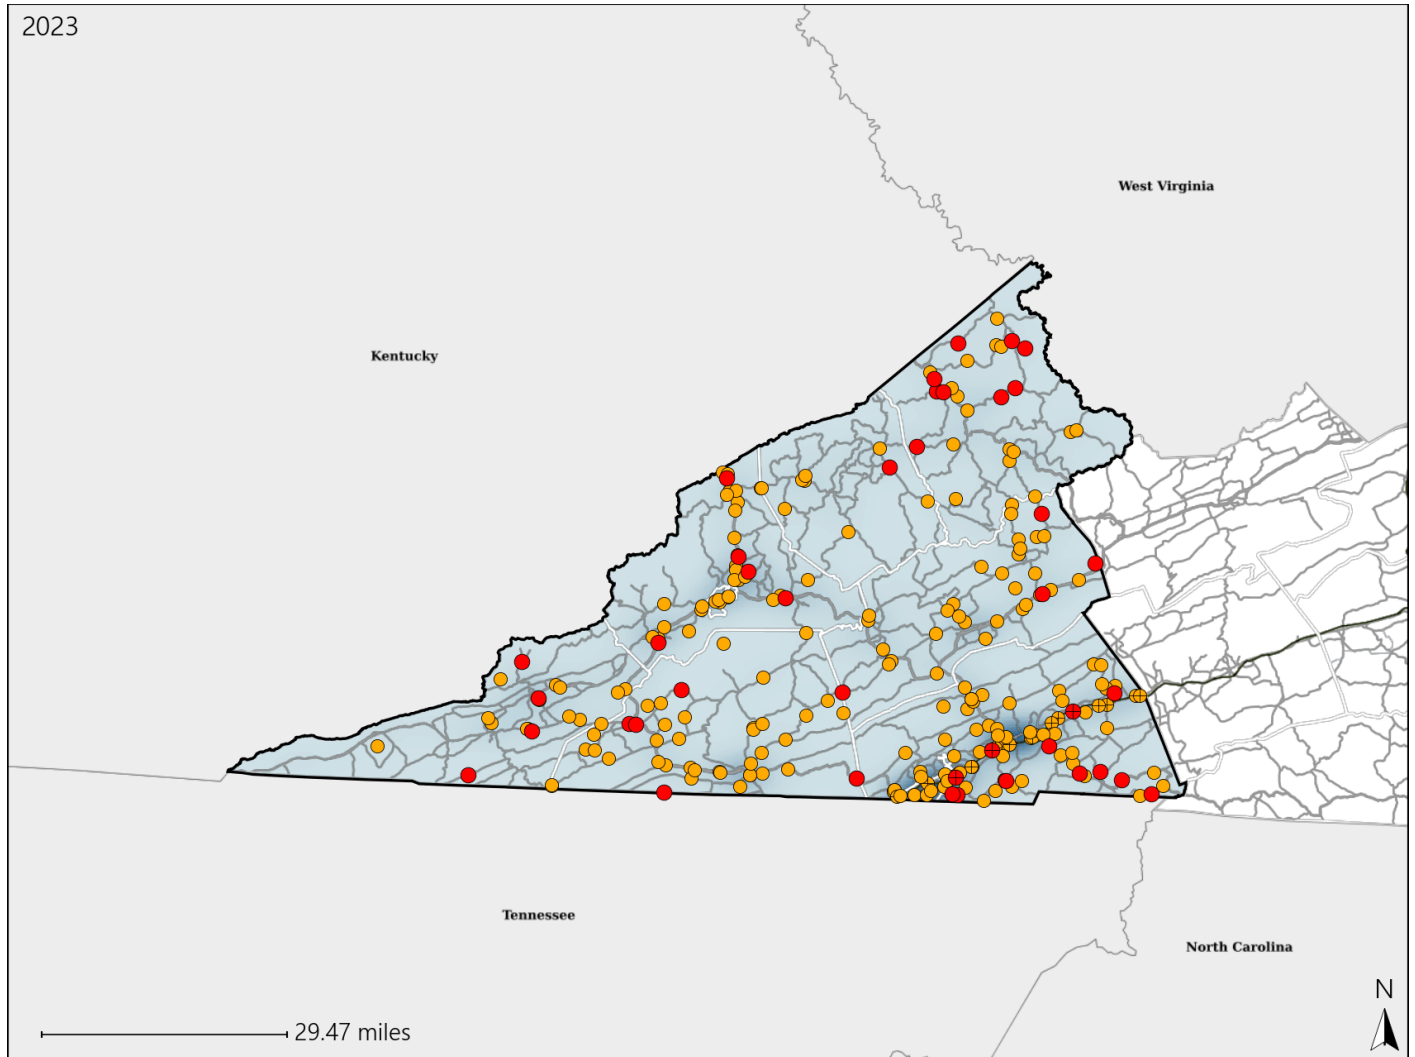 2023
West Virginia
Kentucky
Tennessee
North Carolina
N
29.47 miles